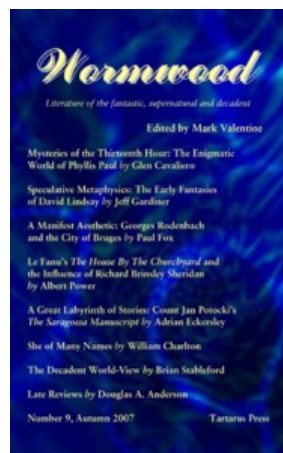 Wormwood
Literature of the fantastic, supernatural and decadent
Edited by Mark Valentine
Mysteries of the Thirteenth Hour: The Enigmatic
World of Phyllis Paul by Glen Cavaliero
Speculative Metaphysics: The Early Fantasies
of David Lindsay by Jeff Gardiner
A Manifest Aesthetic: Georges Rodenbach
and the City of Bruges by Paul Fox
Le Fanu's The House By The Churchyard and
the Influence of Richard Brinsley Sheridan
by Albert Power
A Great Labyrinth of Stories: Count Jan Potocki's
The Saragossa Manuscript by Adrian Eckersley
She of Many Names by William Charlton
The Decadent World-View by Brian Stableford
Late Reviews by Douglas A. Anderson
Number 9, Autumn 2007 Tartarus Press